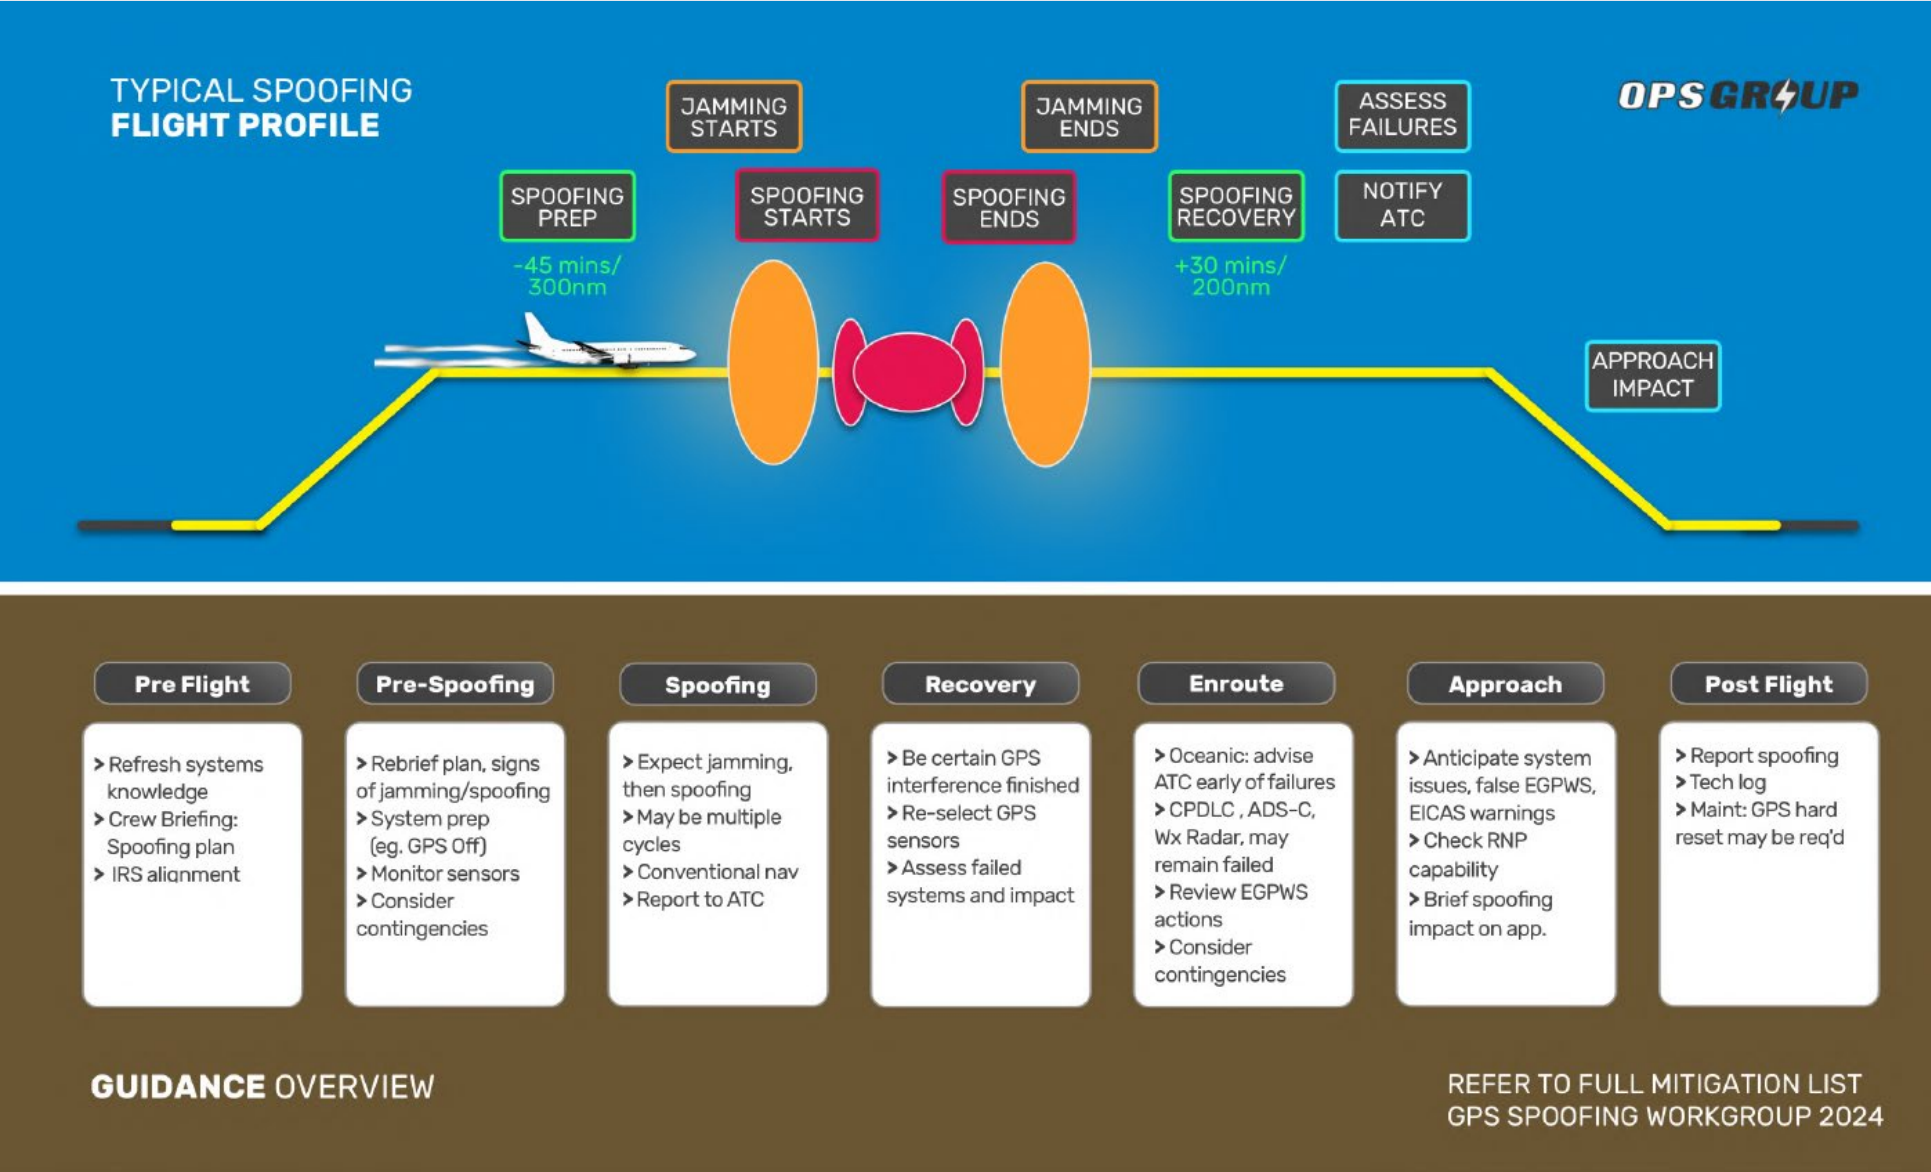 TYPICAL SPOOFING
FLIGHT PROFILE
JAMMING
STARTS
JAMMING
ENDS
ASSESS
FAILURES
OPSGROUP
SPOOFING
PREP
SPOOFING
STARTS
SPOOFING
ENDS
SPOOFING
RECOVERY
NOTIFY
ATC
-45 mins/
300nm
+30 mins/
200nm
APPROACH
IMPACT
Pre Flight
> Refresh systems
knowledge
> Crew Briefing:
Spoofing plan
> IRS alignment
Pre-Spoofing
> Rebrief plan, signs
of jamming/spoofing
> System prep
(eg. GPS Off)
> Monitor sensors
> Consider
contingencies
Spoofing
> Expect jamming,
then spoofing
> May be multiple
cycles
> Conventional nav
> Report to ATC
Recovery
> Be certain GPS
interference finished
> Re-select GPS
sensors
> Assess failed
systems and impact
Enroute
> Oceanic: advise
ATC early of failures
> CPDLC , ADS-C,
Wx Radar, may
remain failed
> Review EGPWS
actions
> Consider
contingencies
Approach
> Anticipate system
issues, false EGPWS,
EICAS warnings
> Check RNP
capability
> Brief spoofing
impact on app.
Post Flight
> Report spoofing
> Tech log
> Maint: GPS hard
reset may be req'd
GUIDANCE OVERVIEW
REFER TO FULL MITIGATION LIST
GPS SPOOFING WORKGROUP 2024